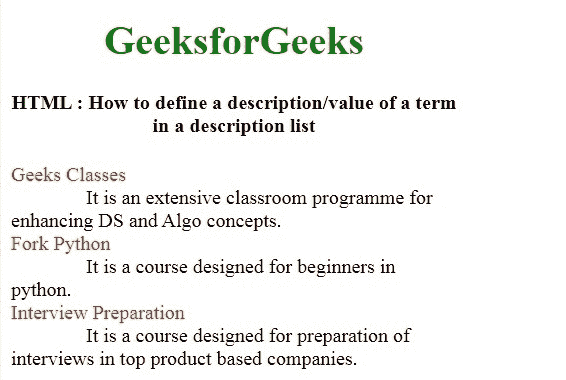 GeeksforGeeks
HTML : How to define a description/value of a term
in a description list
Geeks Classes
It is an extensive classroom programme for
enhancing DS and Algo concepts.
Fork Python
It is a course designed for beginners in
python.
Interview Preparation
It is a course designed for preparation of
interviews in top product based companies.